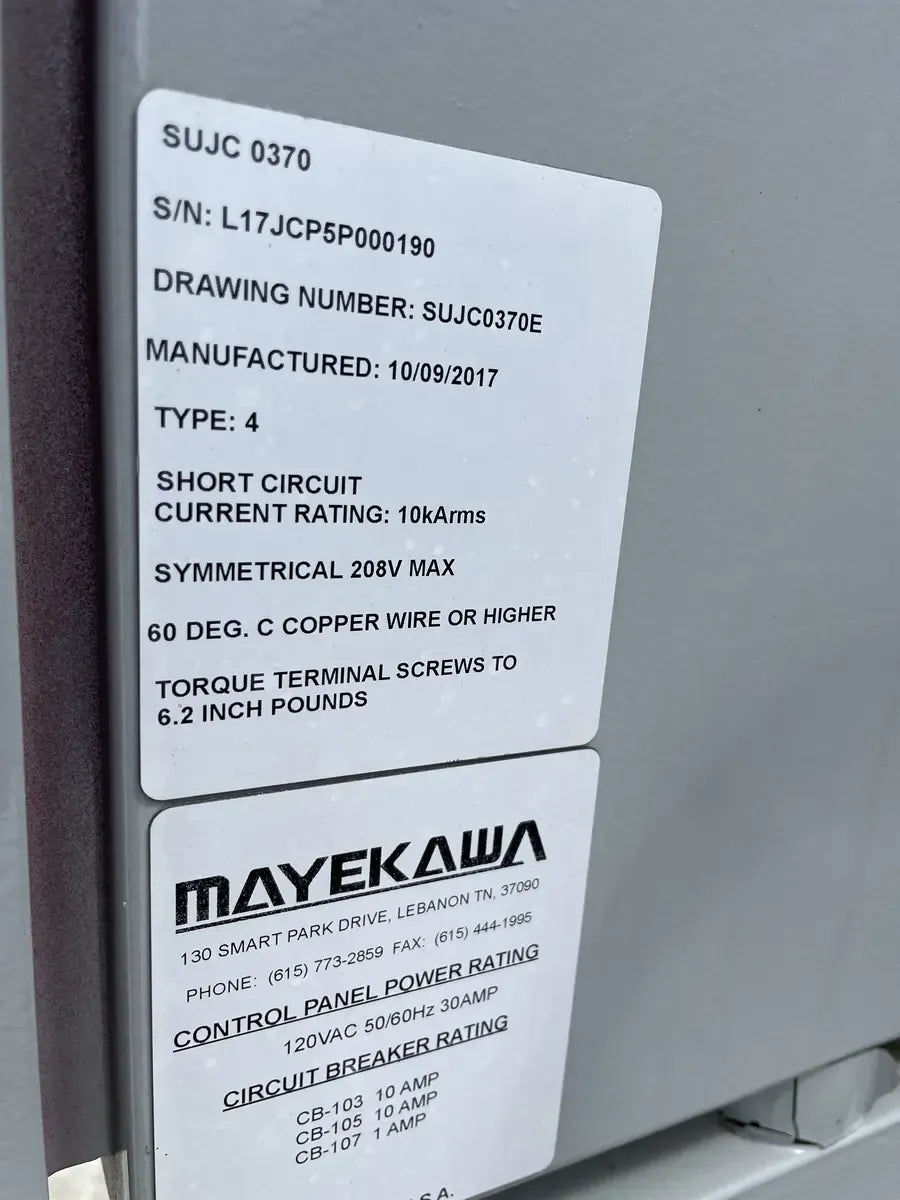 SUJC 0370
S/N: L17JCP5P000190
DRAWING NUMBER: SUJC0370E
MANUFACTURED: 10/09/2017
TYPE: 4
SHORT CIRCUIT
CURRENT RATING: 10kArms
SYMMETRICAL 208V MAX
60 DEG. C COPPER WIRE OR HIGHER
TORQUE TERMINAL SCREWS TO
6.2 INCH POUNDS
MAYEKAWA
130 SMART PARK DRIVE, LEBANON TN, 37090
PHONE: (615) 773-2859 FAX: (615) 444-1995
CONTROL PANEL POWER RATING
120VAC 50/60Hz 30AMP
CIRCUIT BREAKER RATING
CB-103 10 AMP
CB-105 10 AMP
CB-107 1 AMP